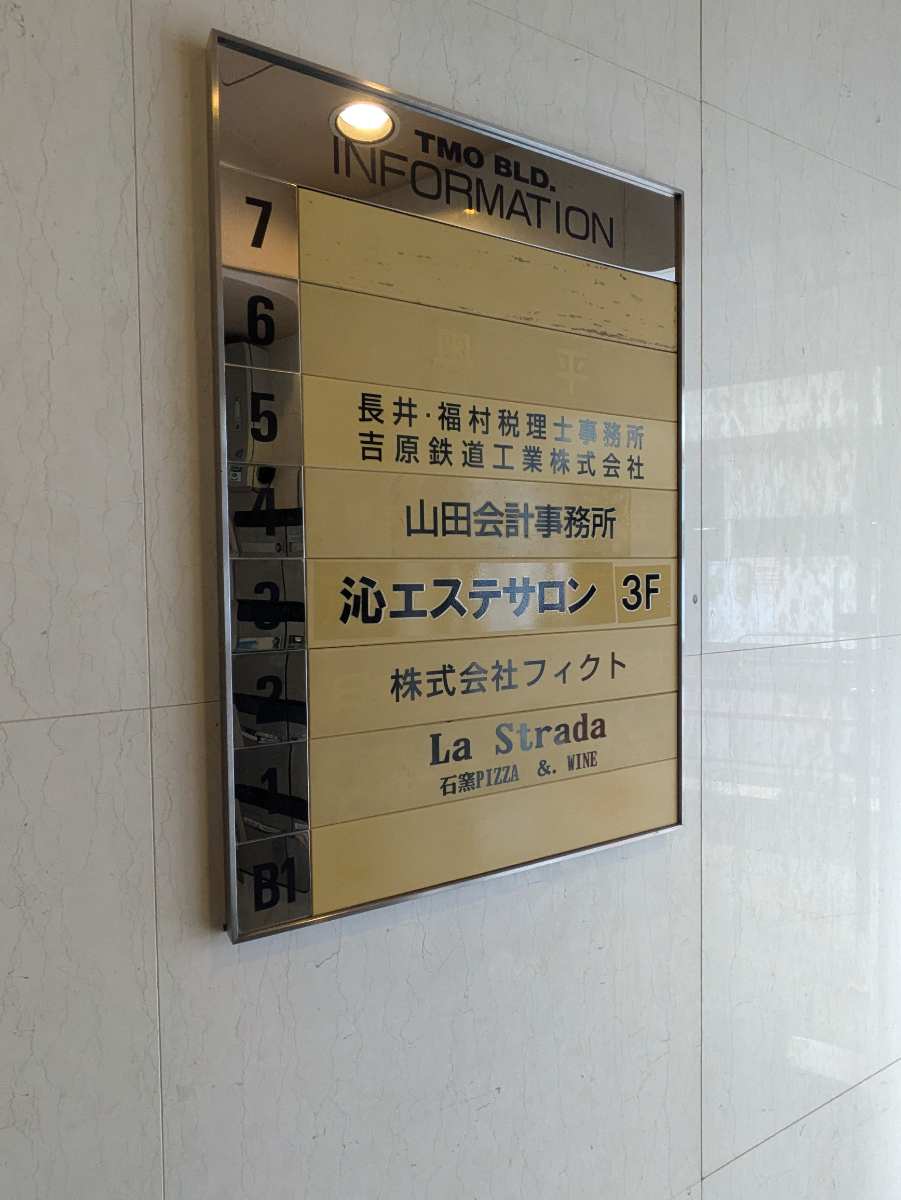 TMO BLD.
INFORMATION
7
6
奥 平
5
長井・福村税理士事務所
吉原鉄道工業株式会社
4
山田会計事務所
3
沁エステサロン 3F
2
株式会社フィクト
1
La Strada
石窯PIZZA &. WINE
B1